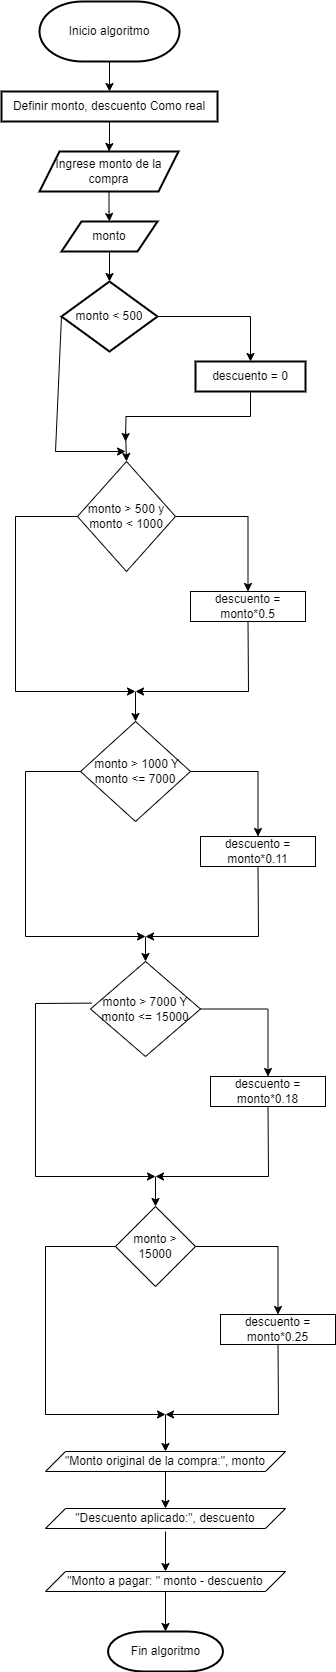 Inicio algoritmo
Definir monto, descuento Como real
Ingrese monto de la
compra
monto
monto < 500
descuento = 0
monto > 500 y
monto < 1000
descuento =
monto*0.5
monto > 1000 Y
monto <= 7000
descuento =
monto*0.11
monto > 7000 Y
monto <= 15000
descuento =
monto*0.18
monto >
15000
descuento =
monto*0.25
"Monto original de la compra:", monto
"Descuento aplicado:", descuento
"Monto a pagar: " monto - descuento
Fin algoritmo